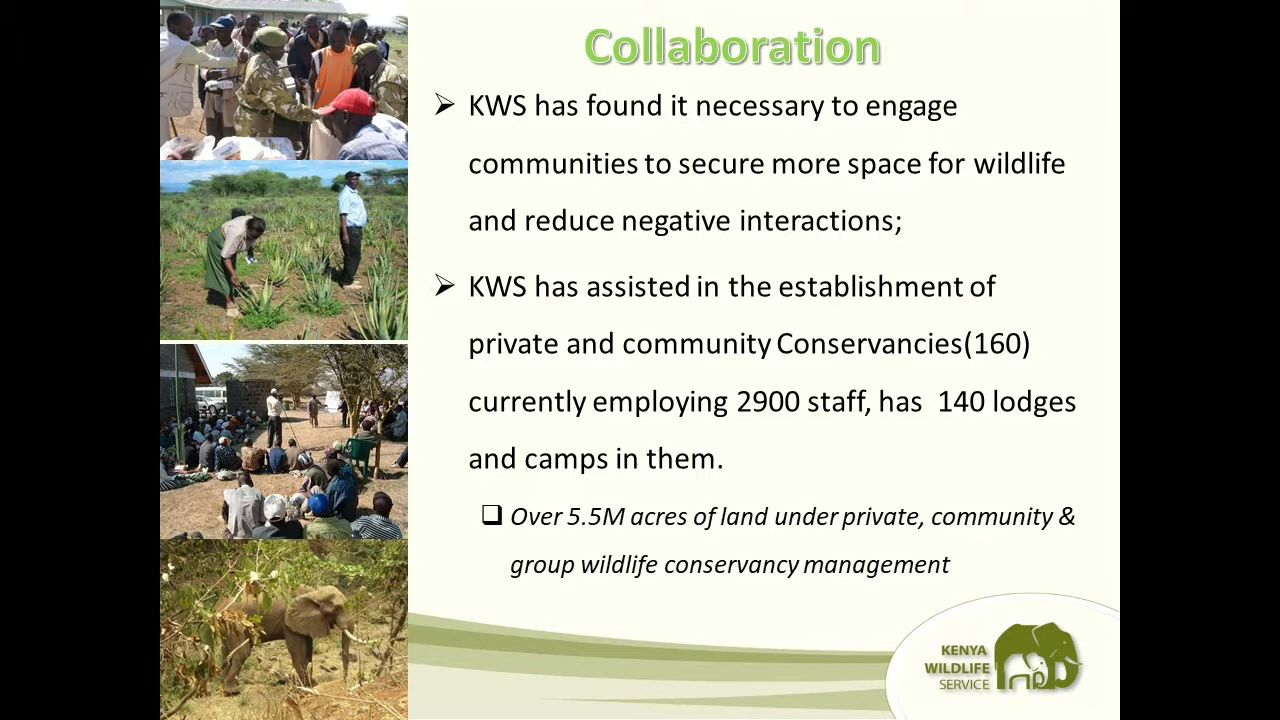 Collaboration
➢ KWS has found it necessary to engage
communities to secure more space for wildlife
and reduce negative interactions;
➢ KWS has assisted in the establishment of
private and community Conservancies(160)
currently employing 2900 staff, has 140 lodges
and camps in them.
❑ Over 5.5M acres of land under private, community &
group wildlife conservancy management
KENYA
WILDLIFE
SERVICE